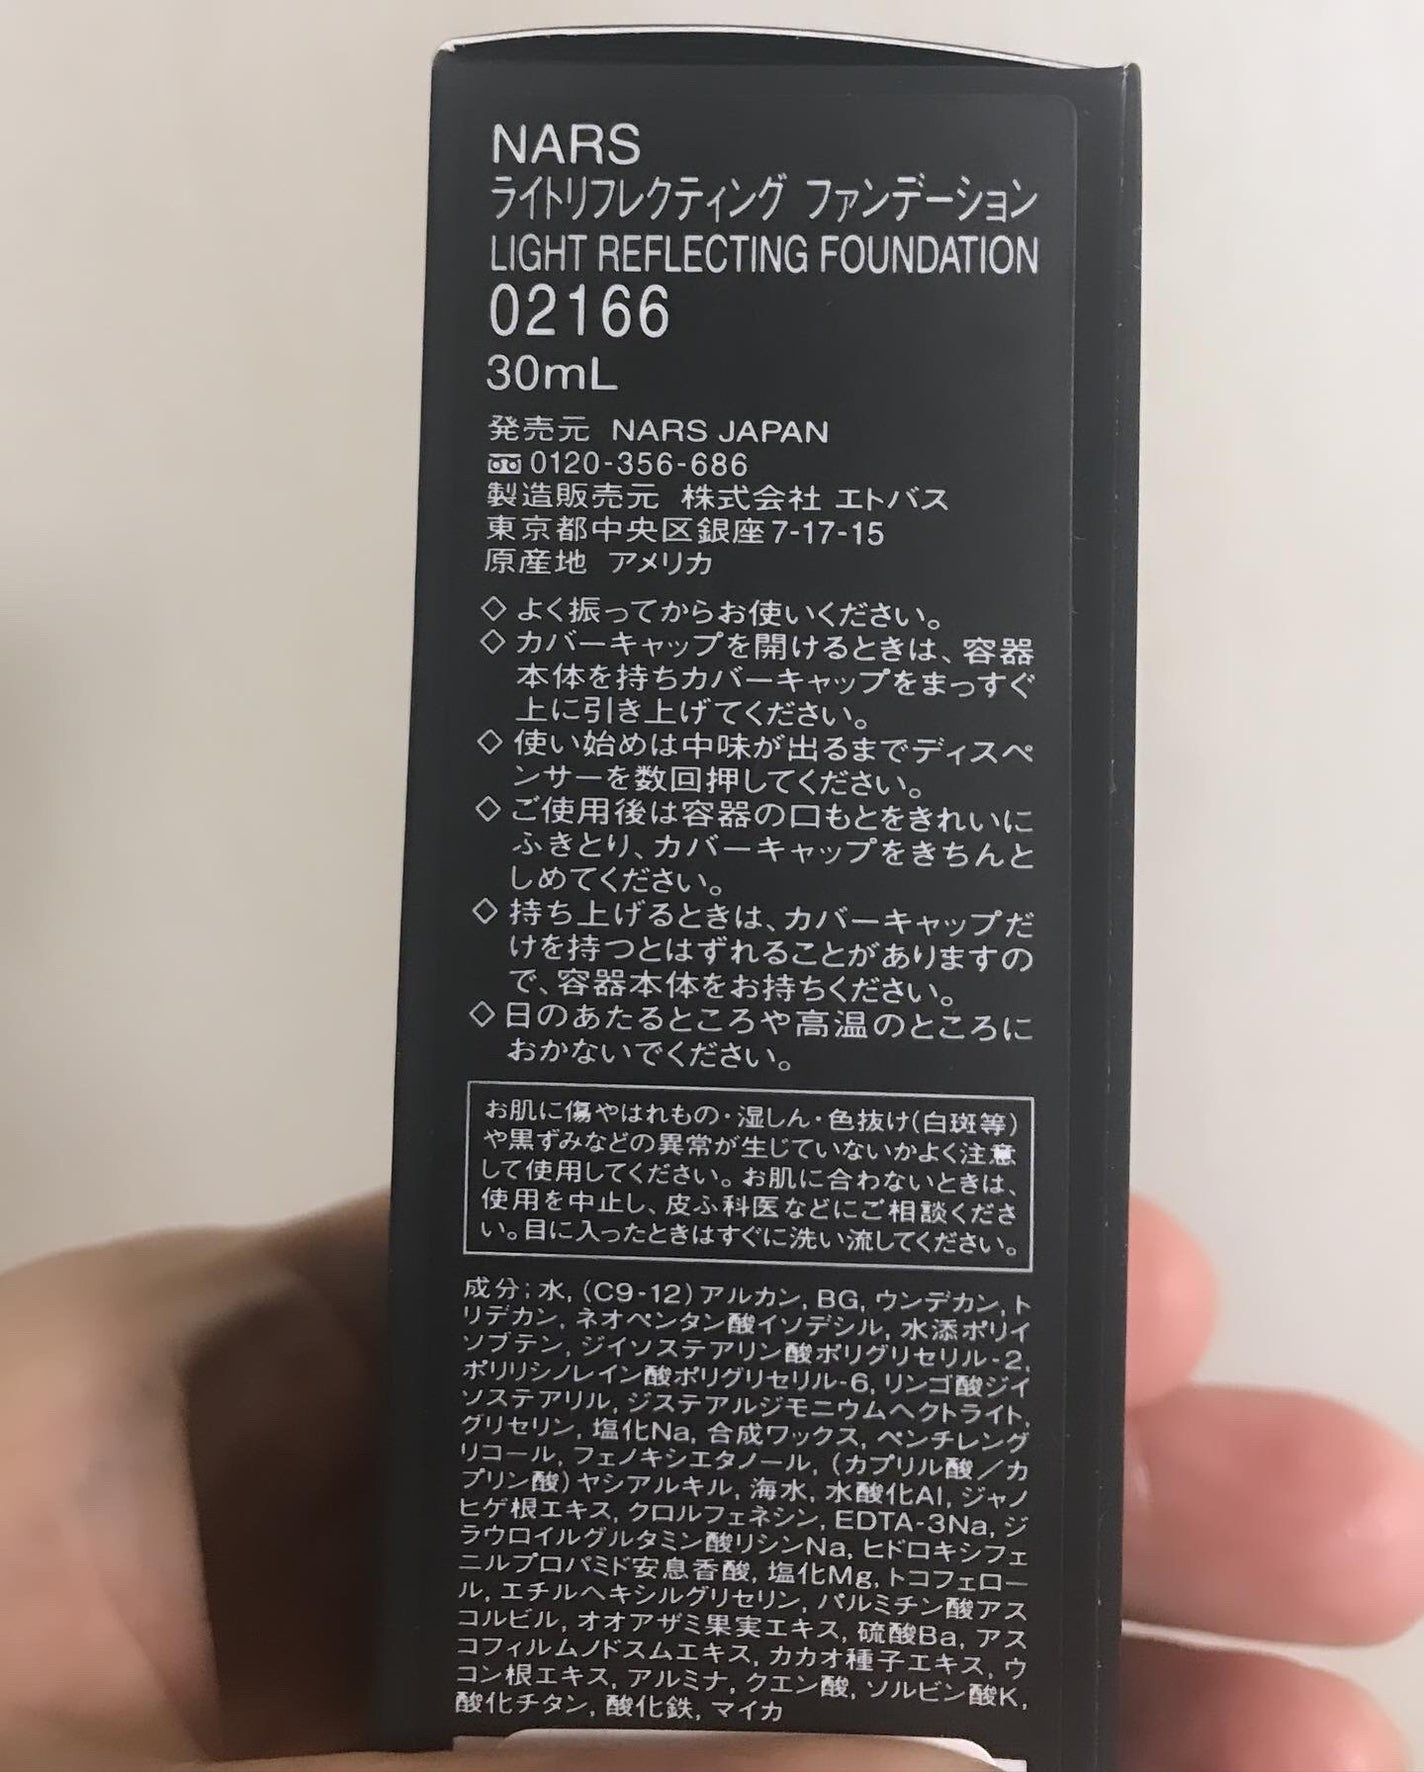 NARS
ライトリフレクティング ファンデーション
LIGHT REFLECTING FOUNDATION
02166
30mL
発売元 NARS JAPAN
0120-356-686
製造販売元 株式会社 エトバス
東京都中央区銀座7-17-15
原産地 アメリカ
◇よく振ってからお使いください。
◇カバーキャップを開けるときは、容器
本体を持ちカバーキャップをまっすぐ
上に引き上げてください。
◇使い始めは中味が出るまでディスペ
ンサーを数回押してください。
◇ご使用後は容器の口もとをきれいに
ふきとり、カバーキャップをきちんと
しめてください。
◇持ち上げるときは、カバーキャップだ
けを持つとはずれることがありますの
で、容器本体をお持ちください。
◇日のあたるところや高温のところに
おかないでください。
お肌に傷やはれもの・湿しん・色抜け(白斑等)
や黒ずみなどの異常が生じていないかよく注意
して使用してください。お肌に合わないときは、
使用を中止し、皮ふ科医などにご相談くださ
い。目に入ったときはすぐに洗い流してください。
成分: 水, (C9-12)アルカン, BG, ウンデカン, ト
リデカン, ネオペンタン酸イソデシル, 水添ポリイ
ソブテン, ジイソステアリン酸ポリグリセリル-2,
ポリリシノレイン酸ポリグリセリル-6, リンゴ酸ジイ
ソステアリル, ジステアルジモニウムヘクトライト,
グリセリン, 塩化Na, 合成ワックス, ペンチレング
リコール, フェノキシエタノール, (カプリル酸/カ
プリン酸)ヤシアルキル, 海水, 水酸化Al, ジャノ
ヒゲ根エキス, クロルフェネシン, EDTA-3Na, ジ
ラウロイルグルタミン酸リシンNa, ヒドロキシフェ
ニルプロパミド安息香酸, 塩化Mg, トコフェロー
ル, エチルヘキシルグリセリン, パルミチン酸アス
コルビル, オオアザミ果実エキス, 硫酸Ba, アス
コフィルムノドスムエキス, カカオ種子エキス, ウ
コン根エキス, アルミナ, クエン酸, ソルビン酸K,
酸化チタン, 酸化鉄, マイカ